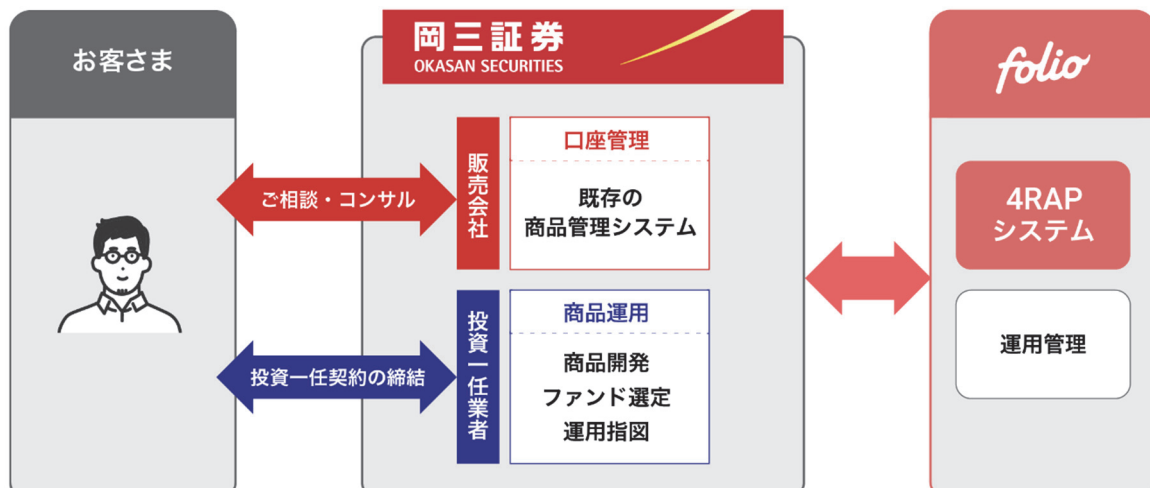 お客さま
岡三証券
OKASAN SECURITIES
folio
ご相談・コンサル
販売会社
口座管理
既存の
商品管理システム
投資一任契約の締結
投資一任業者
商品運用
商品開発
ファンド選定
運用指図
4RAP
システム
運用管理